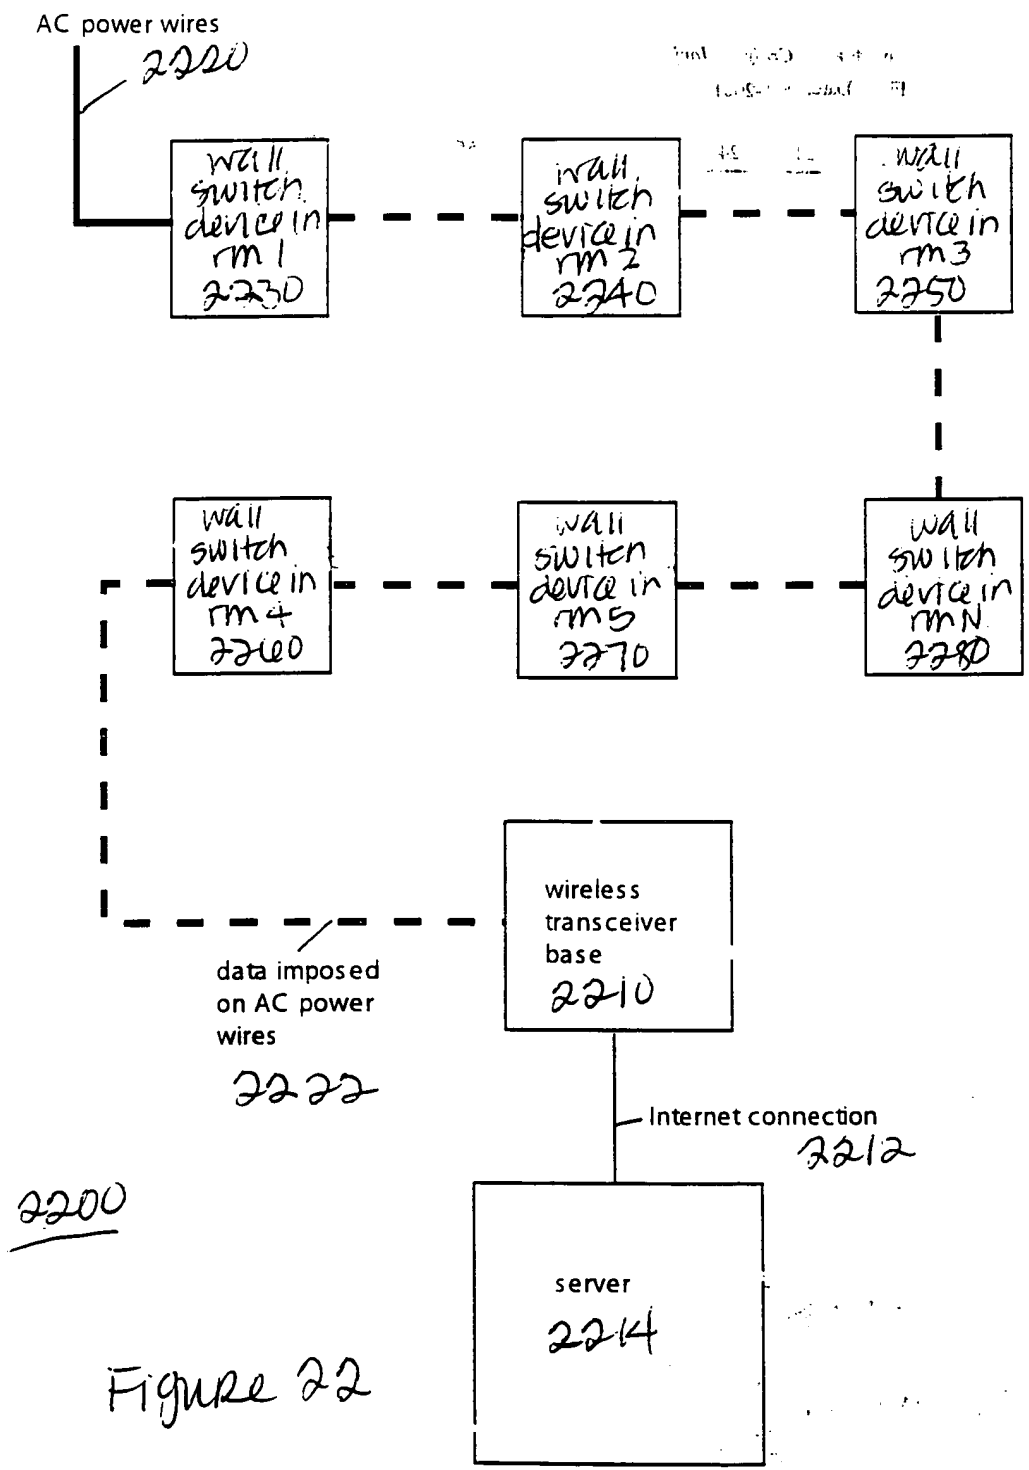 AC power wires
2220
wall
switch
device in
rm 1
2230
wall
switch
device in
rm 2
2240
wall
switch
device in
rm 3
2250
wall
switch
device in
rm 4
2260
wall
switch
device in
rm 5
2270
wall
switch
device in
rm N
2280
wireless
transceiver
base
2210
data imposed
on AC power
wires
2222
Internet connection
2212
2200
server
2214
Figure 22